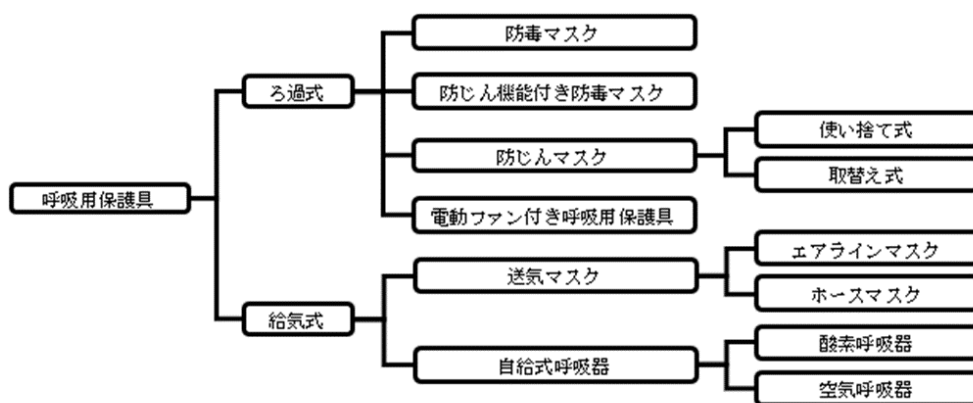 防毒マスク
ろ過式
防じん機能付き防毒マスク
使い捨て式
防じんマスク
取替え式
呼吸用保護具
電動ファン付き呼吸用保護具
エアラインマスク
送気マスク
ホースマスク
給気式
酸素呼吸器
自給式呼吸器
空気呼吸器